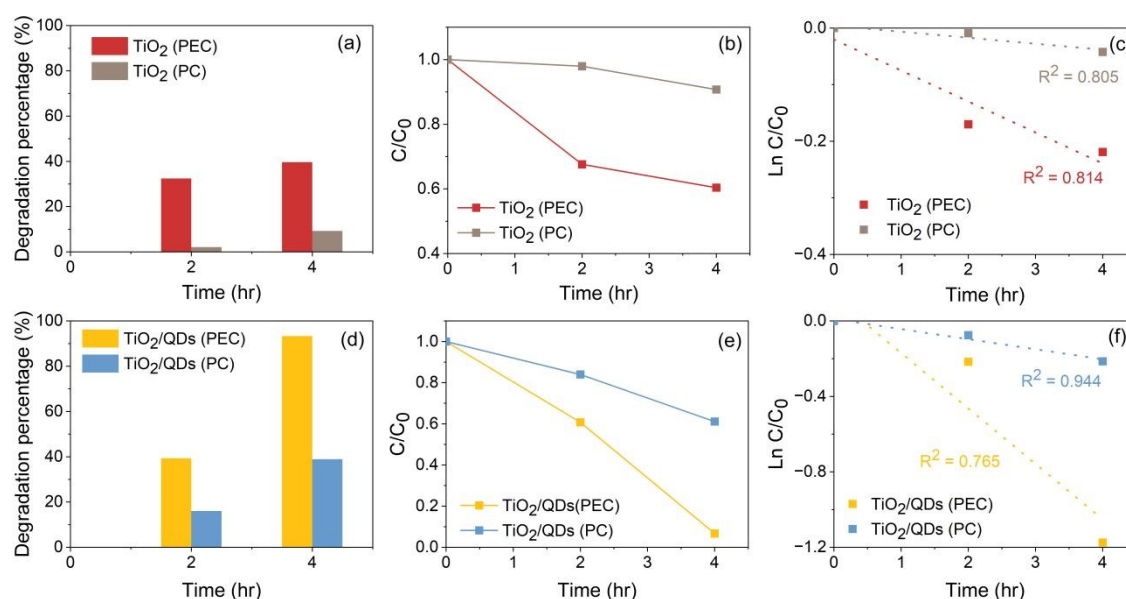 Degradation percentage (%)
100
80
60
40
20
0
TiO2 (PEC)
TiO2 (PC)
(a)
0
2
4
Time (hr)
C/C0
1.0
0.8
0.6
0.4
(b)
TiO2 (PEC)
TiO2 (PC)
0
1
2
3
4
Time (hr)
Ln C/C0
0.0
−0.2
−0.4
(c)
R2 = 0.805
R2 = 0.814
TiO2 (PEC)
TiO2 (PC)
0
1
2
3
4
Time (hr)
Degradation percentage (%)
100
80
60
40
20
0
TiO2/QDs (PEC)
TiO2/QDs (PC)
(d)
0
2
4
Time (hr)
C/C0
1.0
0.8
0.6
0.4
0.2
0.0
(e)
TiO2/QDs(PEC)
TiO2/QDs (PC)
0
1
2
3
4
Time (hr)
Ln C/C0
0.0
−0.4
−0.8
−1.2
(f)
R2 = 0.944
R2 = 0.765
TiO2/QDs (PEC)
TiO2/QDs (PC)
0
1
2
3
4
Time (hr)